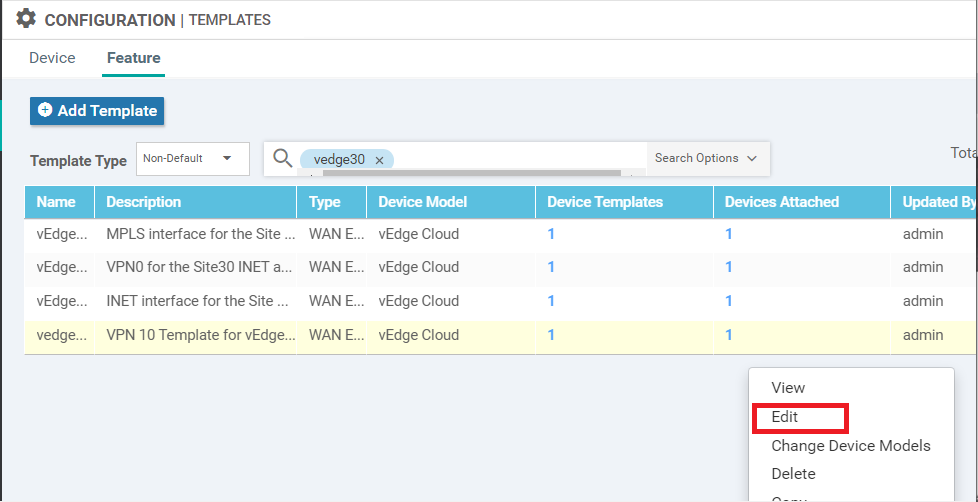 CONFIGURATION | TEMPLATES
Device Feature
Add Template
Template Type Non-Default vedge30 × Search Options Tota
Name Description Type Device Model Device Templates Devices Attached Updated By
vEdge... MPLS interface for the Site ... WAN E... vEdge Cloud 1 1 admin
vEdge... VPN0 for the Site30 INET a... WAN E... vEdge Cloud 1 1 admin
vEdge... INET interface for the Site ... WAN E... vEdge Cloud 1 1 admin
vedge... VPN 10 Template for vEdge... WAN E... vEdge Cloud 1 1 admin
View
Edit
Change Device Models
Delete
Copy